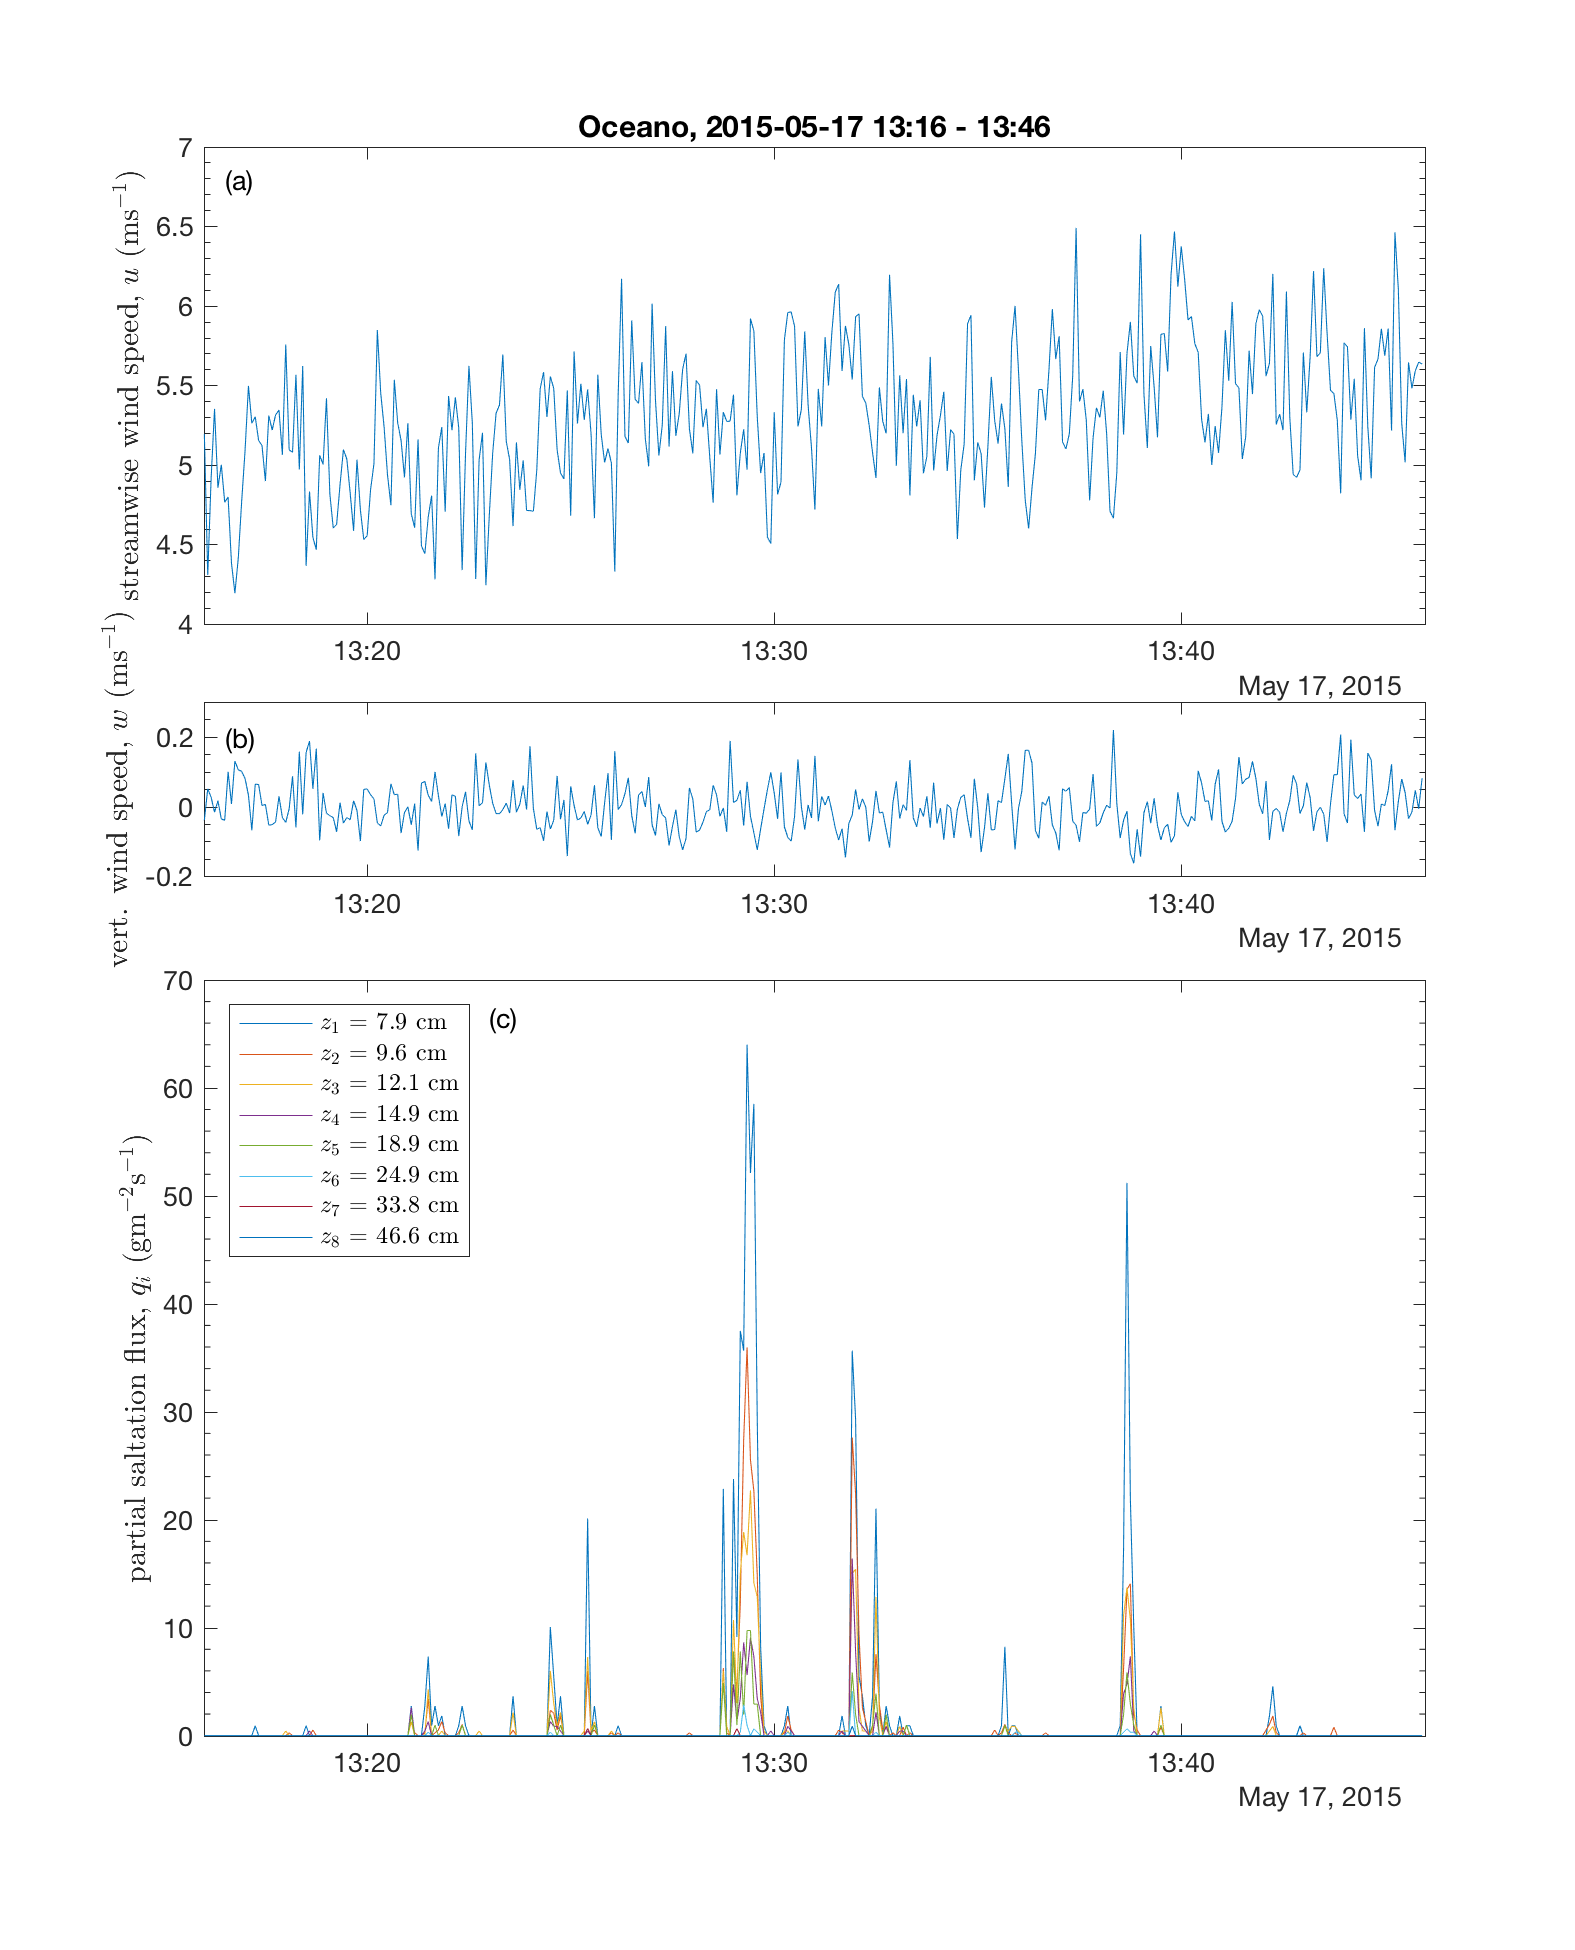 Oceano, 2015-05-17 13:16 - 13:46
(a)
streamwise wind speed, u (ms⁻¹)
7
6.5
6
5.5
5
4.5
4
13:20 13:30 13:40
May 17, 2015
(b)
vert. wind speed, w (ms⁻¹)
0.2
0
-0.2
13:20 13:30 13:40
May 17, 2015
(c)
partial saltation flux, qᵢ (gm⁻²s⁻¹)
70
60
50
40
30
20
10
0
z₁ = 7.9 cm
z₂ = 9.6 cm
z₃ = 12.1 cm
z₄ = 14.9 cm
z₅ = 18.9 cm
z₆ = 24.9 cm
z₇ = 33.8 cm
z₈ = 46.6 cm
13:20 13:30 13:40
May 17, 2015